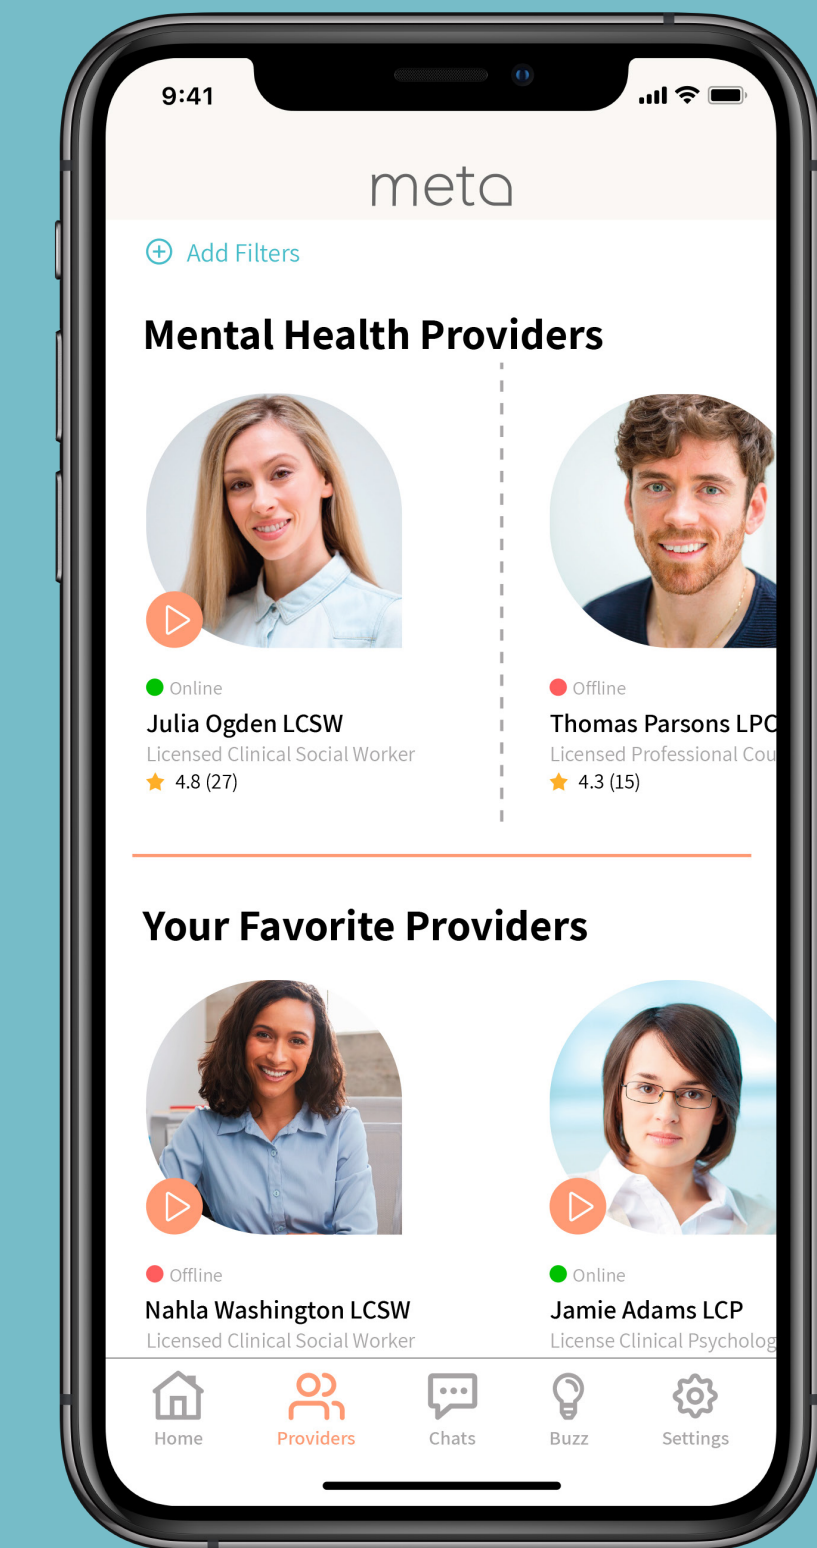 9:41
meta
Add Filters
Mental Health Providers
Online
Julia Ogden LCSW
Licensed Clinical Social Worker
4.8 (27)
Offline
Thomas Parsons LPC
Licensed Professional Cou
4.3 (15)
Your Favorite Providers
Offline
Nahla Washington LCSW
Licensed Clinical Social Worker
Online
Jamie Adams LCP
License Clinical Psycholog
Home
Providers
Chats
Buzz
Settings